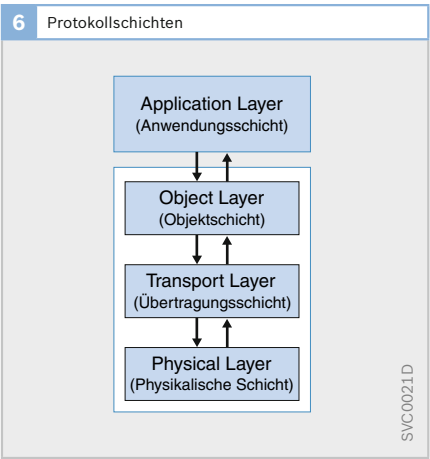 6 Protokollschichten
Application Layer
(Anwendungsschicht)
Object Layer
(Objektschicht)
Transport Layer
(Übertragungsschicht)
Physical Layer
(Physikalische Schicht)
SVC0021D